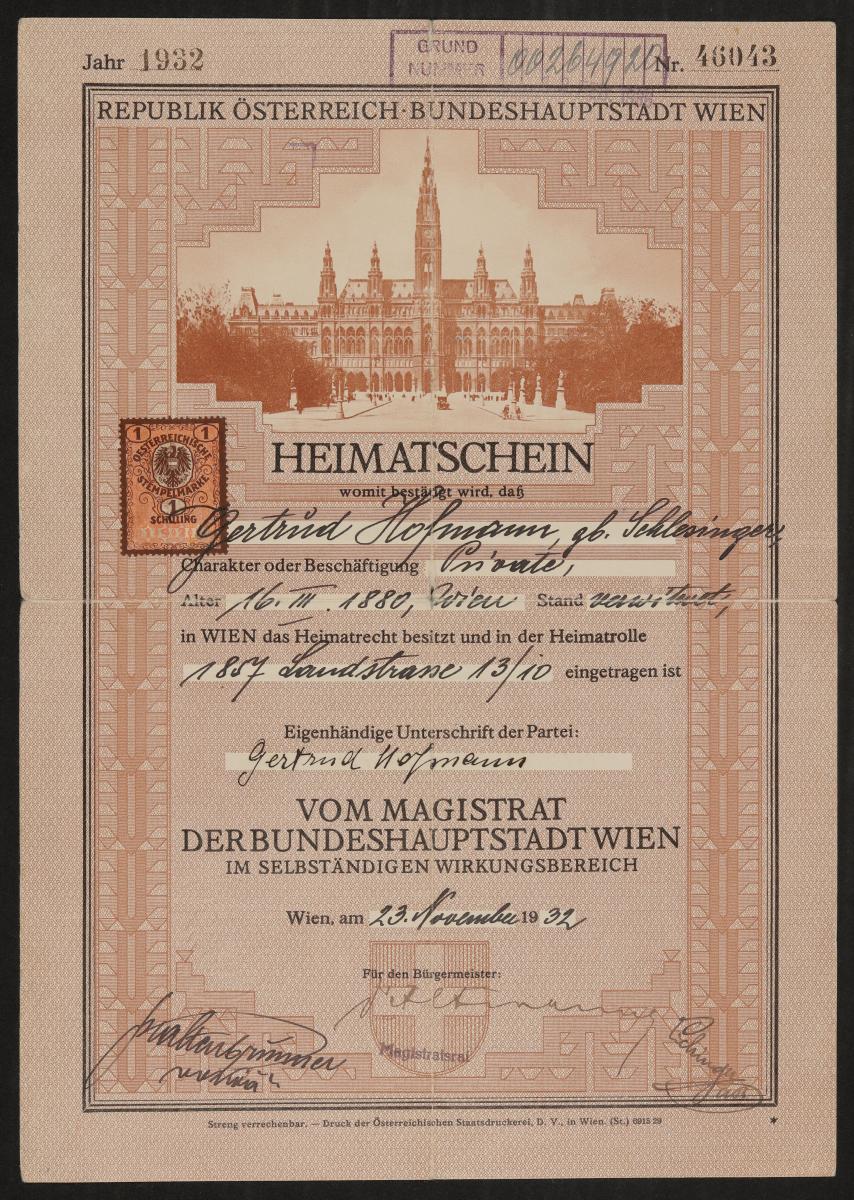 Jahr 1932
GRUND
NUMMER
Nr. 46043
REPUBLIK ÖSTERREICH·BUNDESHAUPTSTADT WIEN
1 1
OESTERREICHISCHE
STEMPELMARKE
1
SCHILLING
HEIMATSCHEIN
womit bestätigt wird, daß
Gertrud Hofmann, gb. Schlesinger,
Charakter oder Beschäftigung Private,
Alter 16. III. 1880, Wien Stand verwitwet,
in WIEN das Heimatrecht besitzt und in der Heimatrolle
1857 Landstrasse 13/10 eingetragen ist
Eigenhändige Unterschrift der Partei:
Gertrud Hofmann
VOM MAGISTRAT
DER BUNDESHAUPTSTADT WIEN
IM SELBSTÄNDIGEN WIRKUNGSBEREICH
Wien, am 23. November 1932
Für den Bürgermeister:
Magistratsrat
Streng verrechenbar. — Druck der Österreichischen Staatsdruckerei, D. V., in Wien. (St.) 6915 29 *